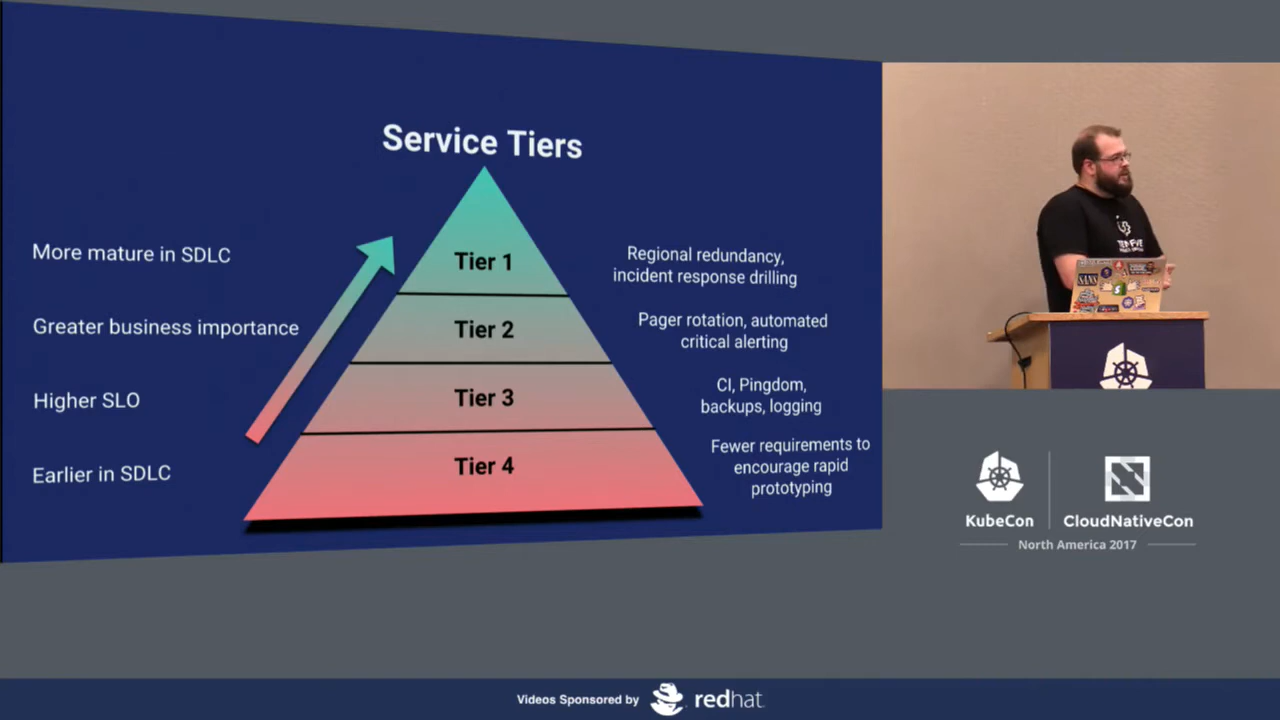 Service Tiers
More mature in SDLC
Greater business importance
Higher SLO
Earlier in SDLC
Tier 1
Tier 2
Tier 3
Tier 4
Regional redundancy,
incident response drilling
Pager rotation, automated
critical alerting
CI, Pingdom,
backups, logging
Fewer requirements to
encourage rapid
prototyping
SANS
KubeCon
CloudNativeCon
North America 2017
Videos Sponsored by
redhat